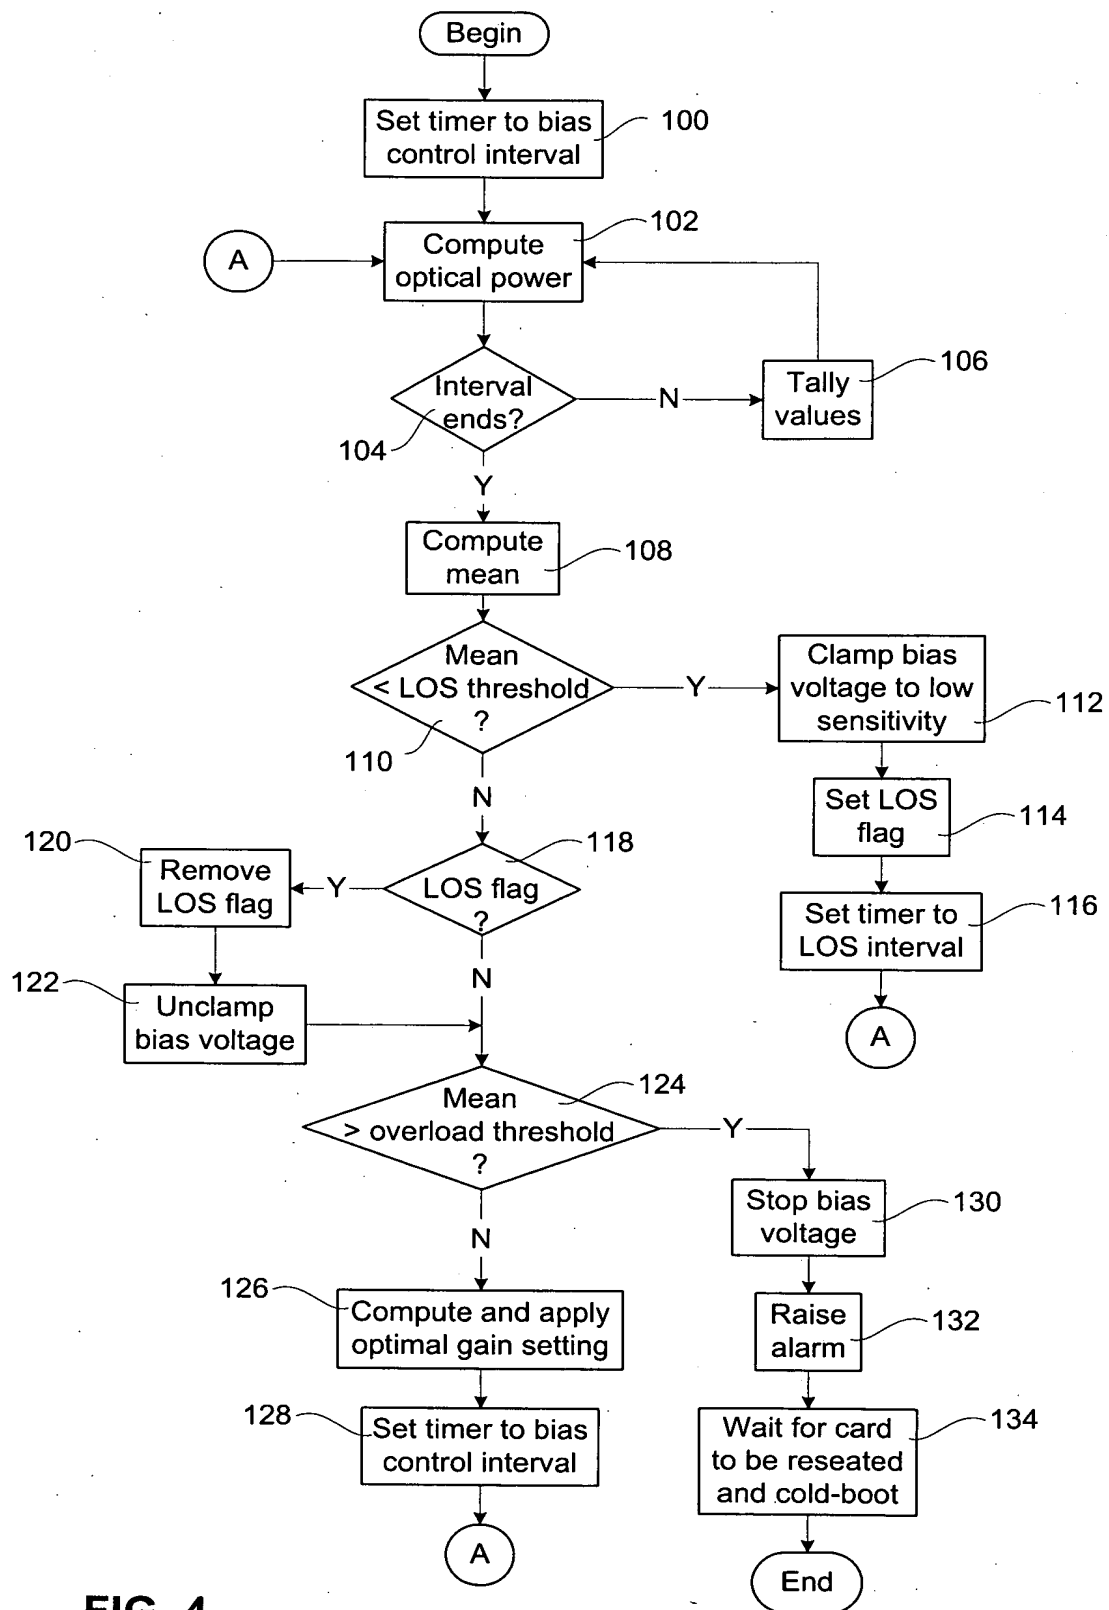 Begin
Set timer to bias
control interval
100
102
Compute
optical power
A
Interval
ends?
104
N
106
Tally
values
Y
Compute
mean
108
Mean
< LOS threshold
?
110
Y
Clamp bias
voltage to low
sensitivity
112
N
Set LOS
flag
114
120
Remove
LOS flag
Y
118
LOS flag
?
Set timer to
LOS interval
116
122
Unclamp
bias voltage
N
A
124
Mean
> overload threshold
?
Y
Stop bias
voltage
130
N
126
Compute and apply
optimal gain setting
Raise
alarm
132
128
Set timer to bias
control interval
Wait for card
to be reseated
and cold-boot
134
A
End
FIG. 4